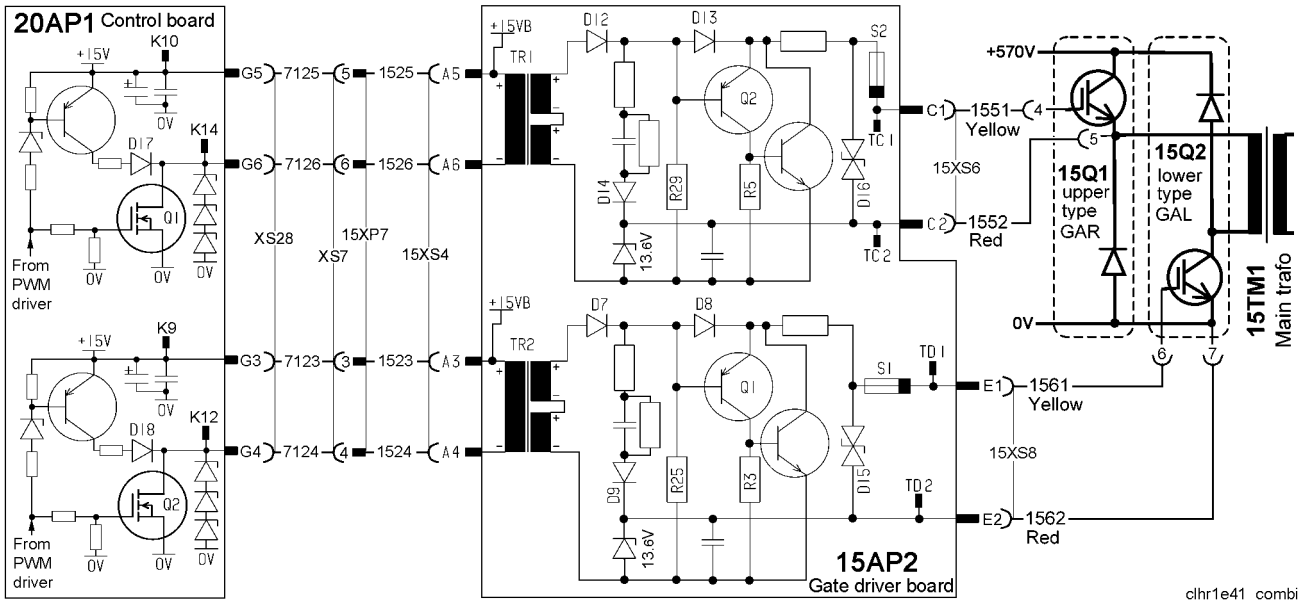 20AP1 Control board
+15V
K10
K14
D17
Q1
0V
0V
0V
0V
From
PWM
driver
+15V
K9
K12
D18
Q2
0V
0V
0V
0V
From
PWM
driver
G5 7125 5 1525 A5
G6 7126 6 1526 A6
XS28
XS7
15XP7
15XS4
G3 7123 3 1523 A3
G4 7124 4 1524 A4
+15VB
TR1
D12
D13
S2
Q2
TC1
D14
R29
R5
D16
13.6V
TC2
C1 1551 4
Yellow
5
15XS6
C2 1552
Red
+15VB
TR2
D7
D8
Q1
S1
TD1
D9
R25
R3
D15
13.6V
TD2
E1 1561
Yellow
15XS8
E2 1562
Red
15AP2
Gate driver board
+570V
15Q1
upper
type
GAR
15Q2
lower
type
GAL
0V
6
7
15TM1
Main trafo
clhr1e41 combi